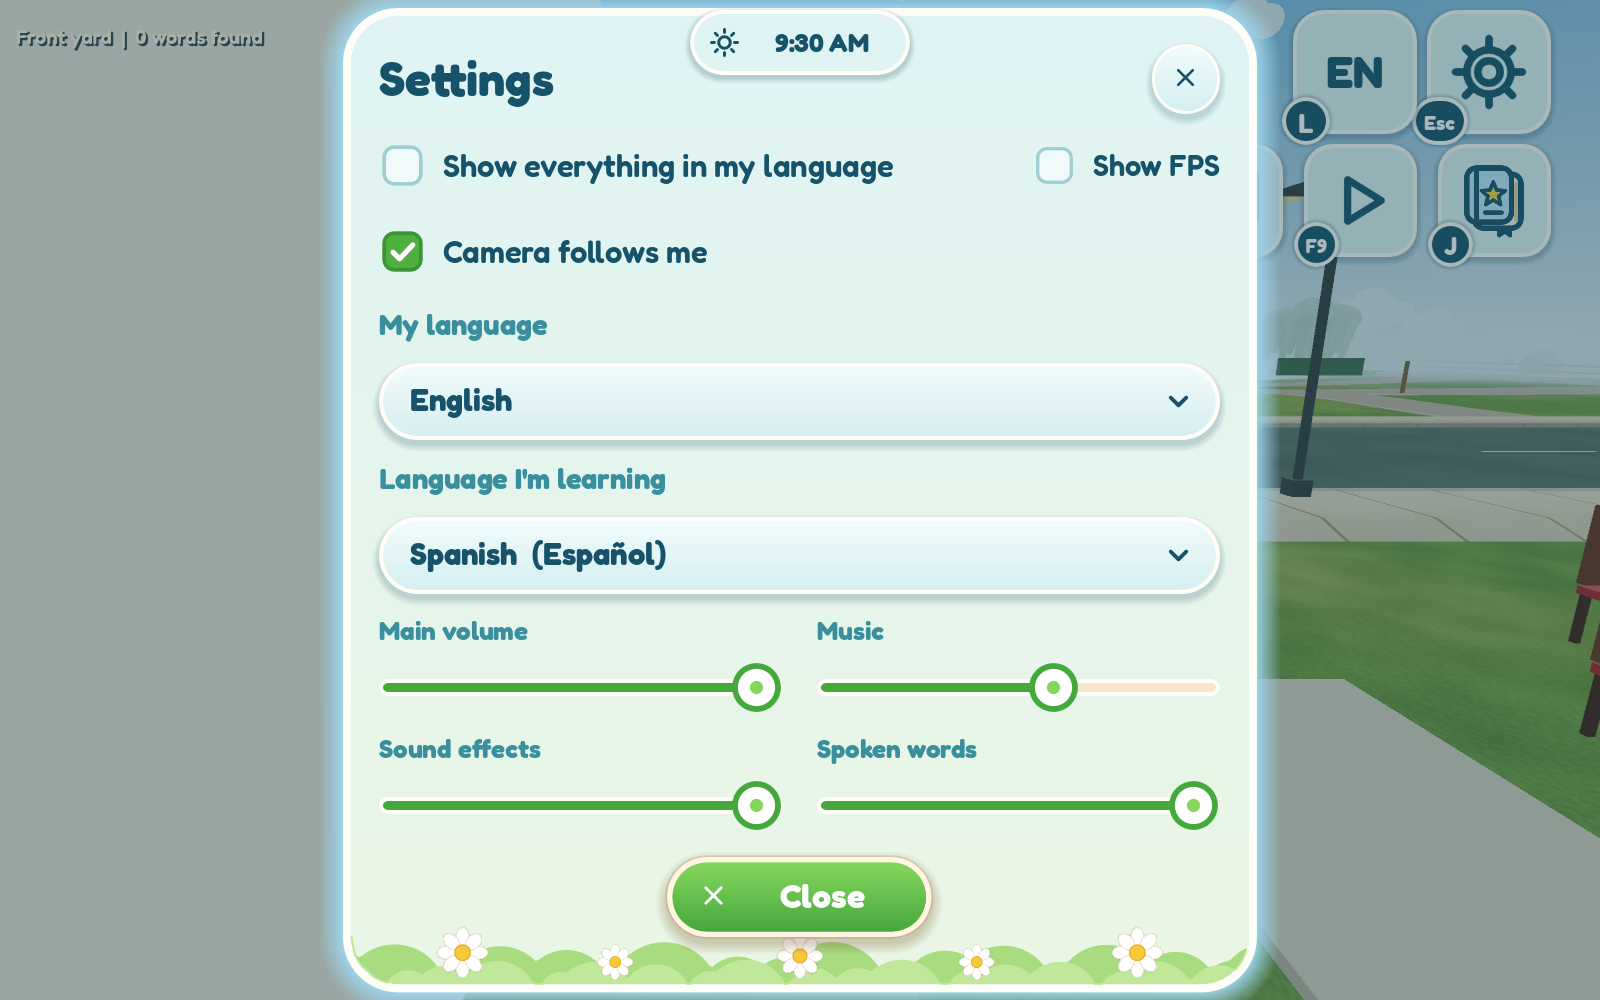 Front yard | 0 words found
9:30 AM
Settings
EN
L
Esc
Show everything in my language
Show FPS
F9
J
Camera follows me
My language
English
Language I'm learning
Spanish (Español)
Main volume
Music
Sound effects
Spoken words
Close